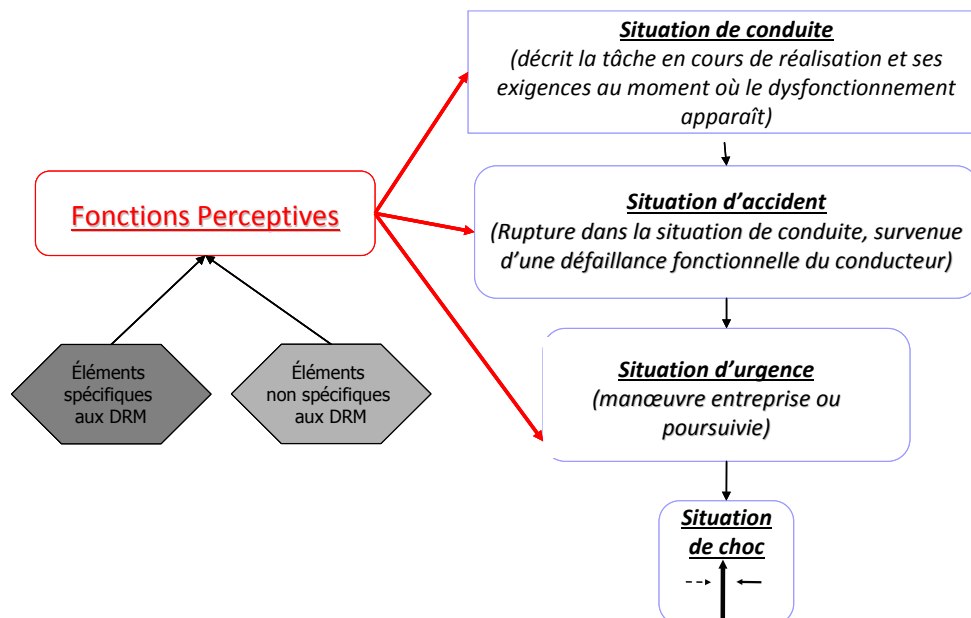 Situation de conduite
(décrit la tâche en cours de réalisation et ses
exigences au moment où le dysfonctionnement
apparaît)
Fonctions Perceptives
Situation d’accident
(Rupture dans la situation de conduite, survenue
d’une défaillance fonctionnelle du conducteur)
Éléments
spécifiques
aux DRM
Éléments
non spécifiques
aux DRM
Situation d’urgence
(manœuvre entreprise ou
poursuivie)
Situation
de choc